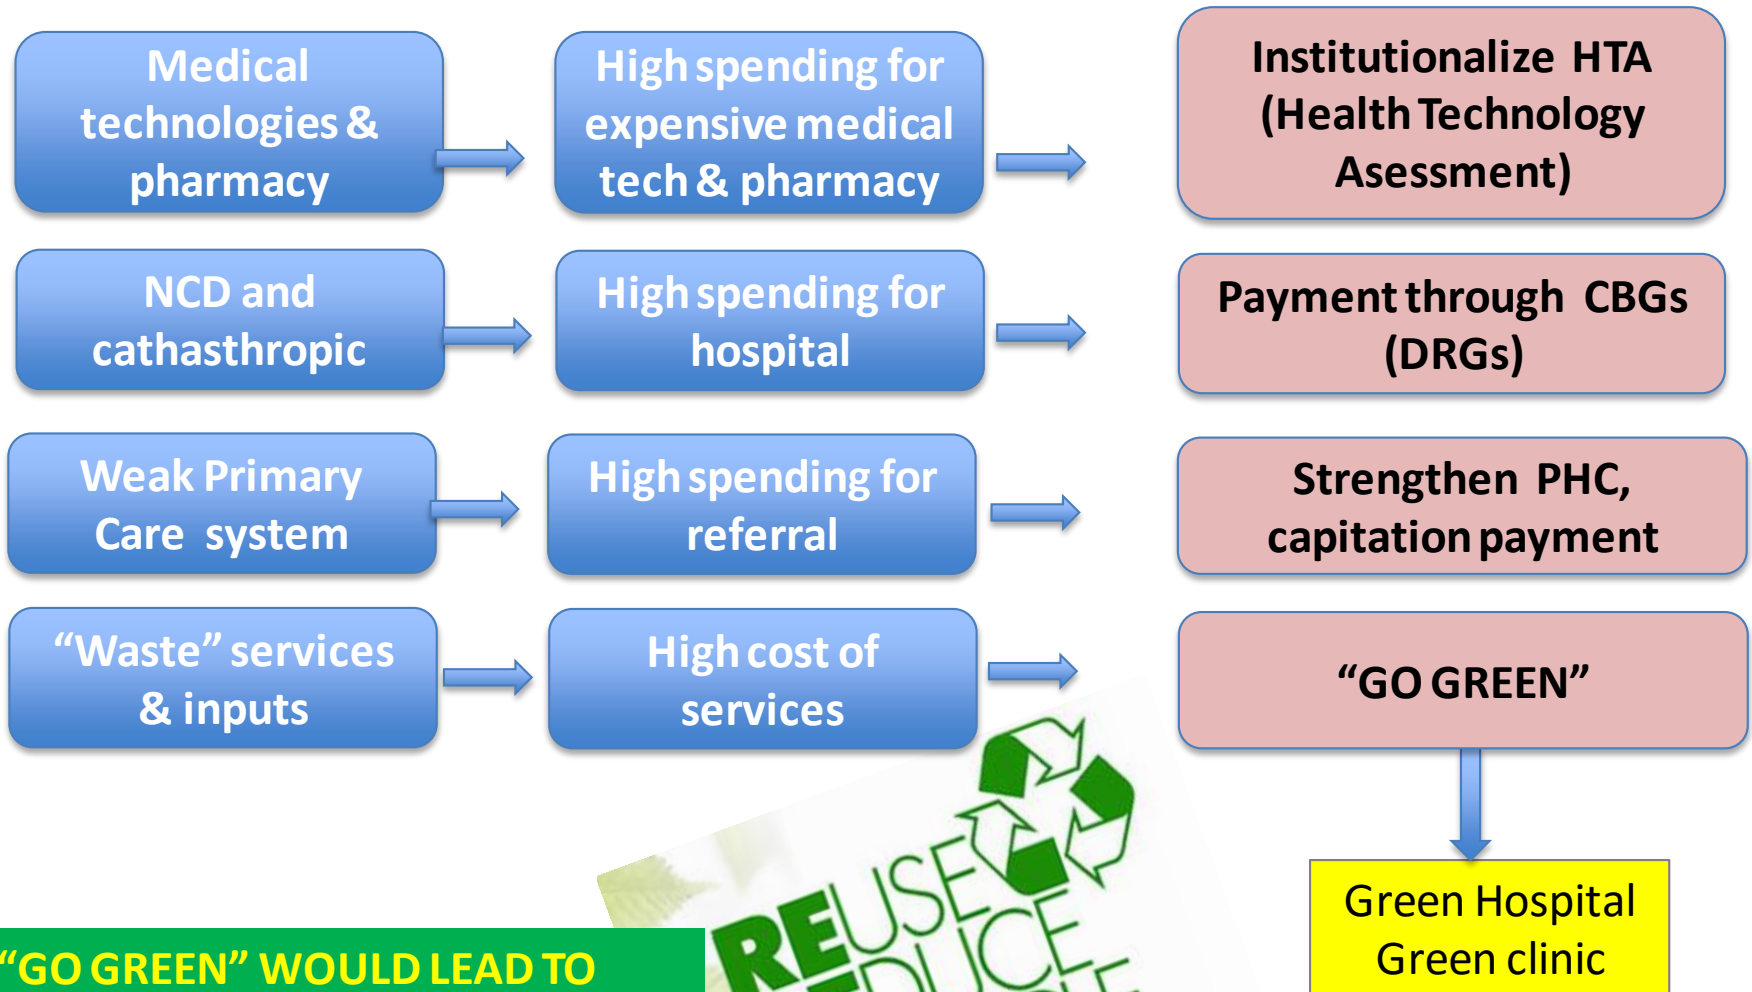 Medical
technologies &
pharmacy
High spending for
expensive medical
tech & pharmacy
Institutionalize HTA
(Health Technology
Asessment)
NCD and
cathasthropic
High spending for
hospital
Payment through CBGs
(DRGs)
Weak Primary
Care system
High spending for
referral
Strengthen PHC,
capitation payment
“Waste” services
& inputs
High cost of
services
“GO GREEN”
REUSE
REDUCE
Green Hospital
Green clinic
“GO GREEN” WOULD LEAD TO